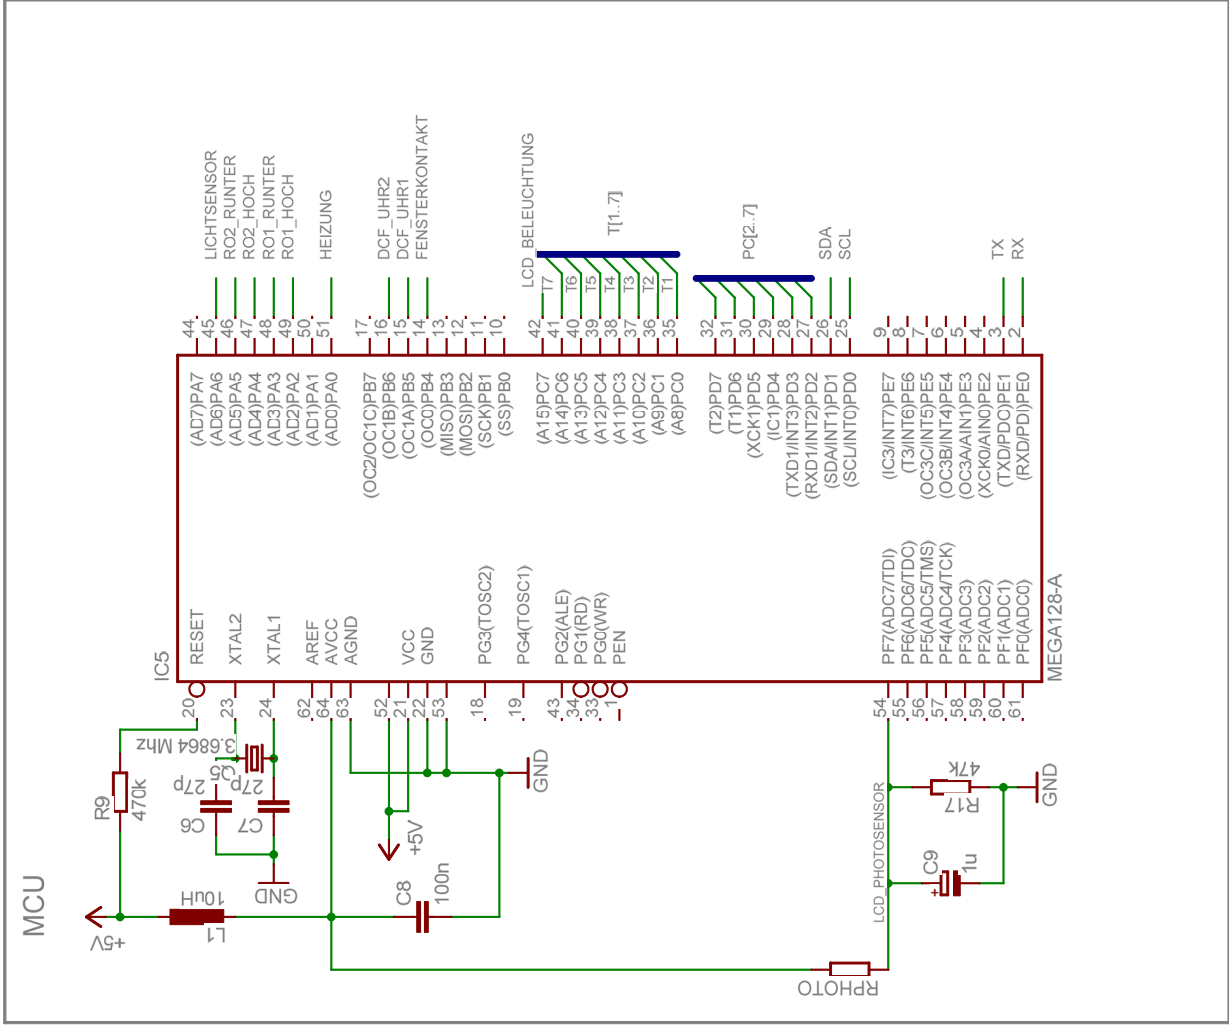 LICHTSENSOR
RO2_RUNTER
RO2_HOCH
RO1_RUNTER
RO1_HOCH
HEIZUNG
DCF_UHR2
DCF_UHR1
FENSTERKONTAKT
LCD_BELEUCHTUNG
T[1..7]
PC[2..7]
SDA
SCL
TX
RX
T7
T6
T5
T4
T3
T2
T1
44
45
46
47
48
49
50
51
17
16
15
14
13
12
11
10
42
41
40
39
38
37
36
35
32
31
30
29
28
27
26
25
9
8
7
6
5
4
3
2
(AD7)PA7
(AD6)PA6
(AD5)PA5
(AD4)PA4
(AD3)PA3
(AD2)PA2
(AD1)PA1
(AD0)PA0
(OC2/OC1C)PB7
(OC1B)PB6
(OC1A)PB5
(OC0)PB4
(MISO)PB3
(MOSI)PB2
(SCK)PB1
(SS)PB0
(A15)PC7
(A14)PC6
(A13)PC5
(A12)PC4
(A11)PC3
(A10)PC2
(A9)PC1
(A8)PC0
(T2)PD7
(T1)PD6
(XCK1)PD5
(IC1)PD4
(TXD1/INT3)PD3
(RXD1/INT2)PD2
(SDA/INT1)PD1
(SCL/INT0)PD0
(IC3/INT7)PE7
(T3/INT6)PE6
(OC3C/INT5)PE5
(OC3B/INT4)PE4
(OC3A/AIN1)PE3
(XCK0/AIN0)PE2
(TXD/PDO)PE1
(RXD/PDI)PE0
IC5
RESET
XTAL2
XTAL1
AREF
AVCC
AGND
VCC
GND
PG3(TOSC2)
PG4(TOSC1)
PG2(ALE)
PG1(RD)
PG0(WR)
PEN
PF7(ADC7/TDI)
PF6(ADC6/TDO)
PF5(ADC5/TMS)
PF4(ADC4/TCK)
PF3(ADC3)
PF2(ADC2)
PF1(ADC1)
PF0(ADC0)
MEGA128-A
20
23
24
62
64
63
52
21
22
53
18
19
43
34
33
1
54
55
56
57
58
59
60
61
3.6864 Mhz
Q5
R9
470k
27p
27p
C6
C7
GND
GND
+5V
C8
100n
MCU
+5V
10uH
L1
LCD_PHOTOSENSOR
47k
R17
GND
C9
+
1u
RPHOTO